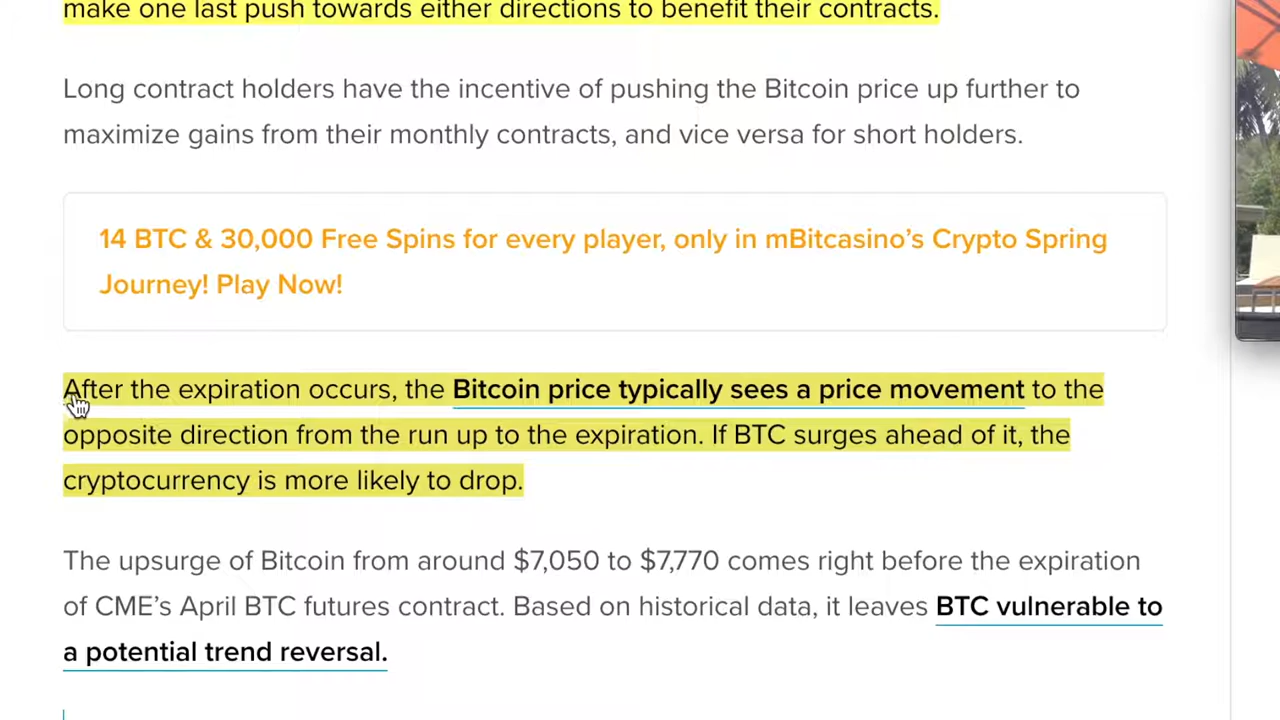 make one last push towards either directions to benefit their contracts.
Long contract holders have the incentive of pushing the Bitcoin price up further to
maximize gains from their monthly contracts, and vice versa for short holders.
14 BTC & 30,000 Free Spins for every player, only in mBitcasino’s Crypto Spring
Journey! Play Now!
After the expiration occurs, the Bitcoin price typically sees a price movement to the
opposite direction from the run up to the expiration. If BTC surges ahead of it, the
cryptocurrency is more likely to drop.
The upsurge of Bitcoin from around $7,050 to $7,770 comes right before the expiration
of CME’s April BTC futures contract. Based on historical data, it leaves BTC vulnerable to
a potential trend reversal.